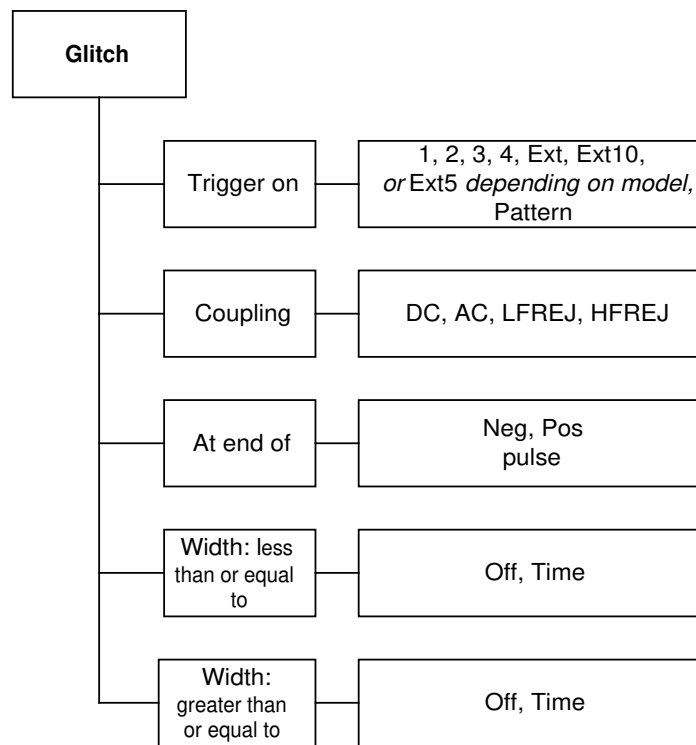 Glitch
Trigger on
1, 2, 3, 4, Ext, Ext10,
or Ext5 depending on model,
Pattern
Coupling
DC, AC, LFREJ, HFREJ
At end of
Neg, Pos
pulse
Width: less
than or equal
to
Off, Time
Width:
greater than
or equal to
Off, Time